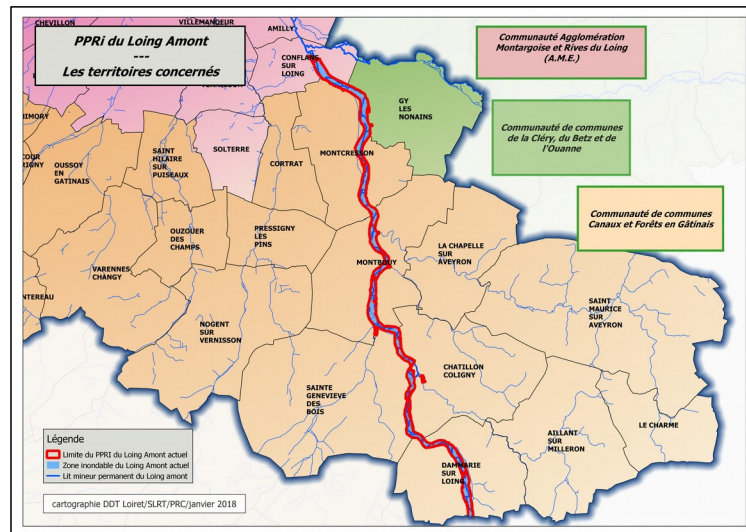 CHEVILLON
VILLEMANDEUR
AMILLY
PPRi du Loing Amont
---
Les territoires concernés
CONFLANS
SUR
LOING
Communauté Agglomération
Montargoise et Rives du Loing
(A.M.E.)
GY
LES
NONAINS
Communauté de communes
de la Cléry, du Betz et de
l'Ouanne
SOLTERRE
MONTCRESSON
CORTRAT
SAINT
HILAIRE
SUR
PUISEAUX
OUSSOY
EN
GATINAIS
Communauté de communes
Canaux et Forêts en Gâtinais
OUZOUER
DES
CHAMPS
PRESSIGNY
LES
PINS
LA CHAPELLE
SUR
AVEYRON
MONTBOUY
VARENNES
CHANGY
SAINT
MAURICE
SUR
AVEYRON
NOGENT
SUR
VERNISSON
CHATILLON
COLIGNY
SAINTE
GENEVIEVE
DES
BOIS
LE CHARME
AILLANT
SUR
MILLERON
DAMMARIE
SUR
LOING
Légende
Limite du PPRI du Loing Amont actuel
Zone inondable du Loing Amont actuel
Lit mineur permanent du Loing amont
cartographie DDT Loiret/SLRT/PRC/janvier 2018